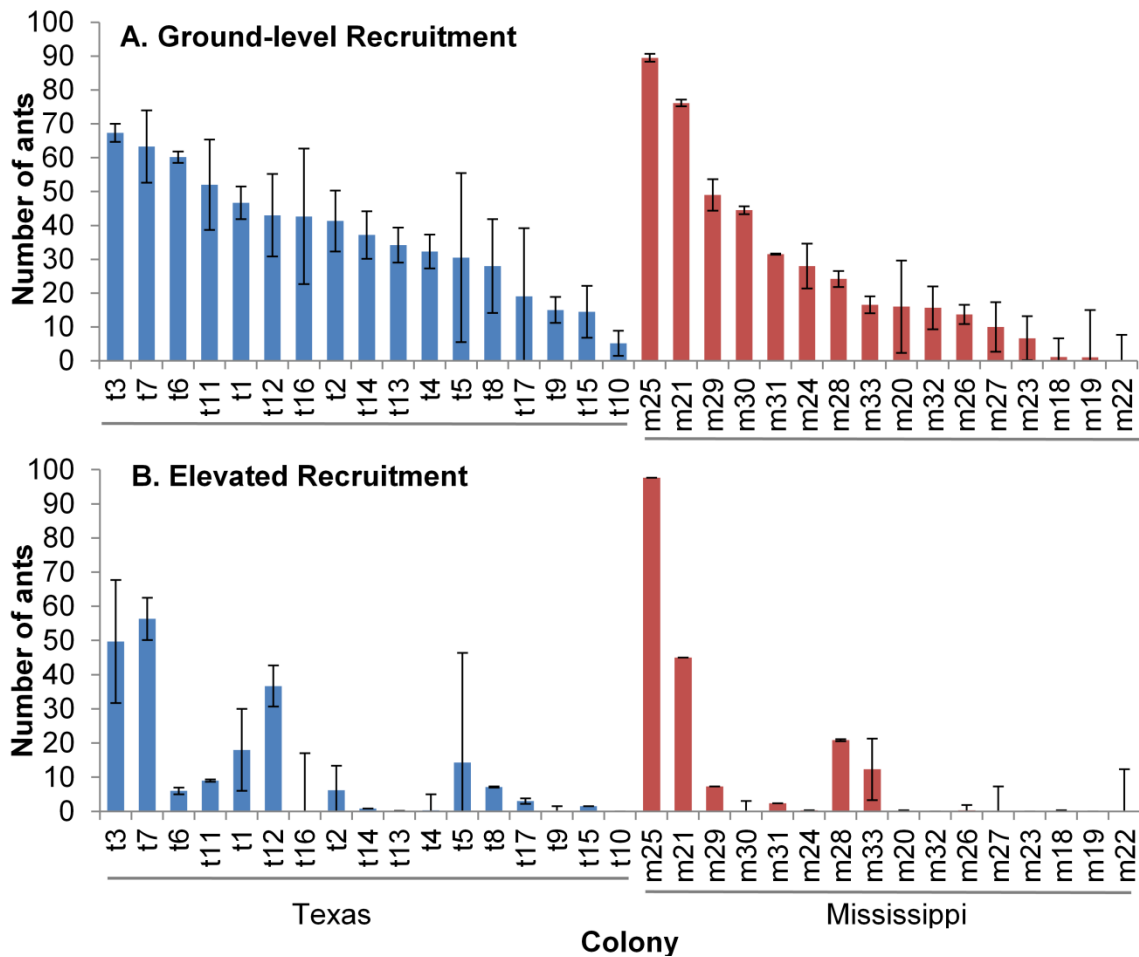 A. Ground-level Recruitment
Number of ants
100
90
80
70
60
50
40
30
20
10
0
t3 t7 t6 t11 t1 t12 t16 t2 t14 t13 t4 t5 t8 t17 t9 t15 t10 m25 m21 m29 m30 m31 m24 m28 m33 m20 m32 m26 m27 m23 m18 m19 m22
B. Elevated Recruitment
Number of ants
100
90
80
70
60
50
40
30
20
10
0
t3 t7 t6 t11 t1 t12 t16 t2 t14 t13 t4 t5 t8 t17 t9 t15 t10 m25 m21 m29 m30 m31 m24 m28 m33 m20 m32 m26 m27 m23 m18 m19 m22
Texas Mississippi
Colony